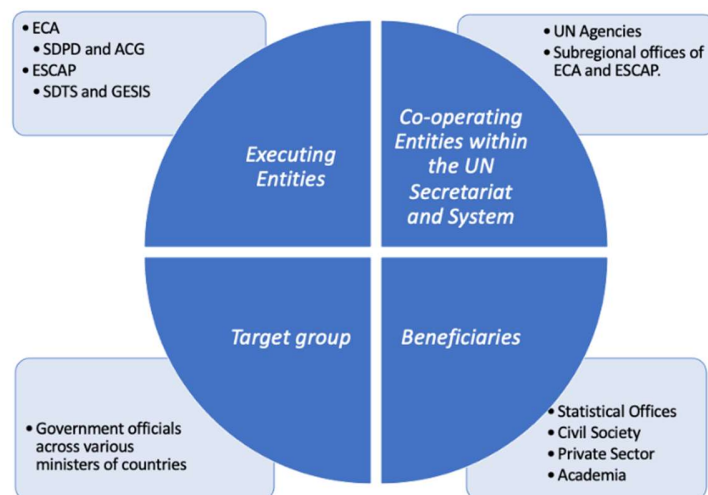 • ECA
• SDPD and ACG
• ESCAP
• SDTS and GESIS
• UN Agencies
• Subregional offices of
ECA and ESCAP.
Executing
Entities
Co-operating
Entities within
the UN
Secretariat
and System
Target group
Beneficiaries
• Government officials
across various
ministers of countries
• Statistical Offices
• Civil Society
• Private Sector
• Academia